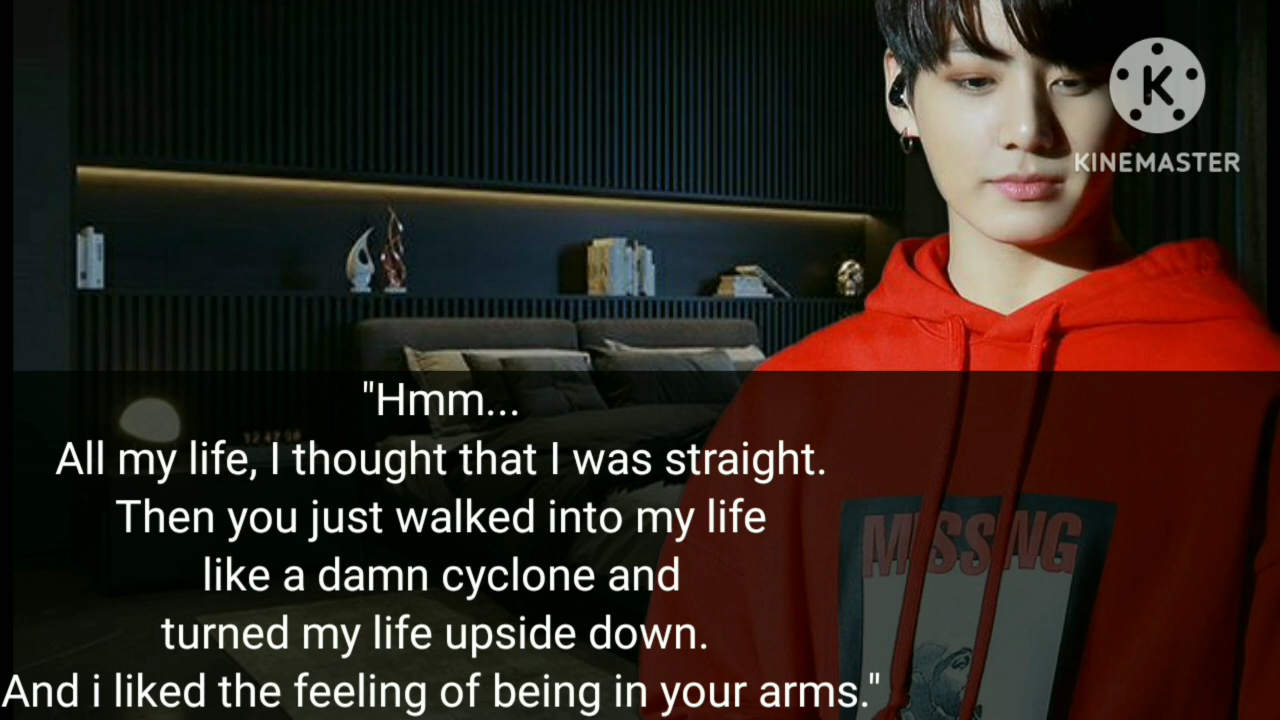 K
KINEMASTER
"Hmm...
All my life, I thought that I was straight.
Then you just walked into my life
like a damn cyclone and
turned my life upside down.
And i liked the feeling of being in your arms."
MISSING